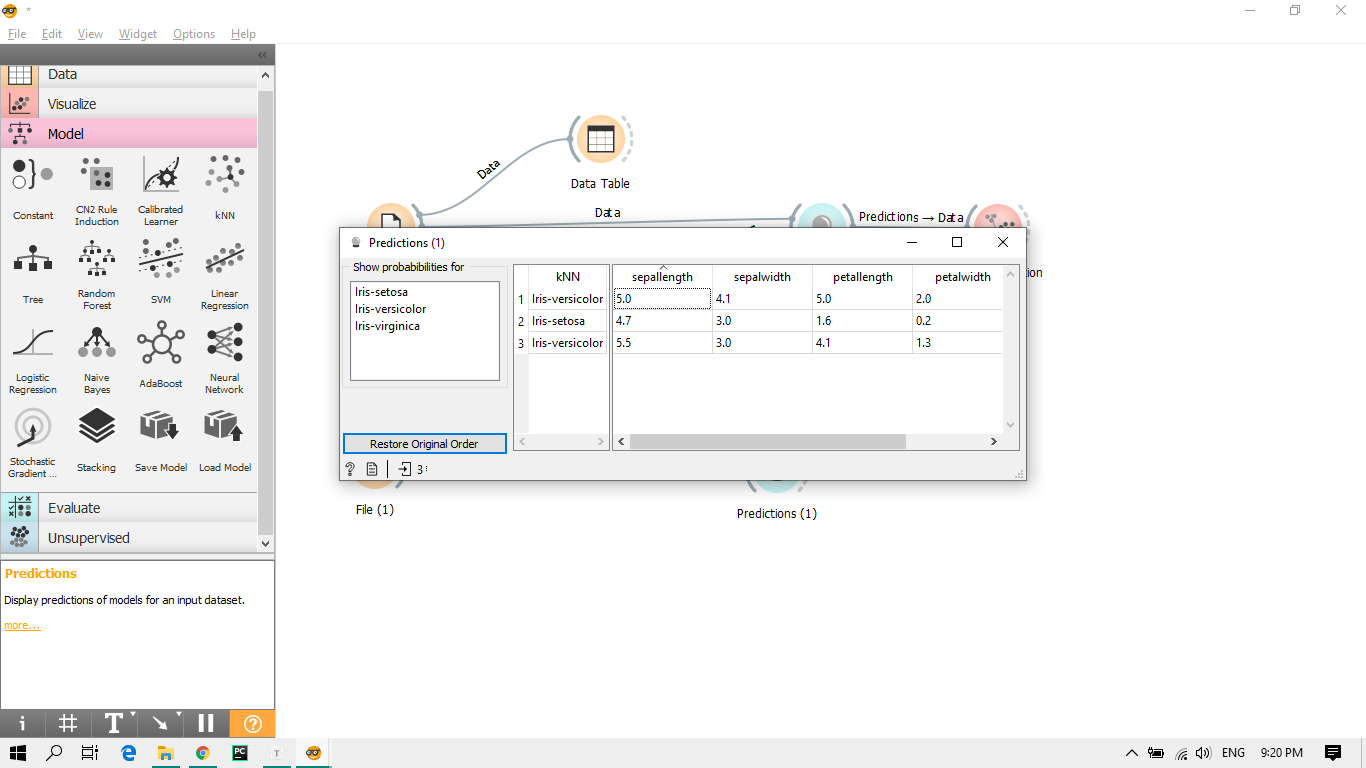 *
File Edit View Widget Options Help
«
Data
Visualize
Model
Constant
CN2 Rule
Induction
Calibrated
Learner
kNN
Tree
Random
Forest
SVM
Linear
Regression
Logistic
Regression
Naive
Bayes
AdaBoost
Neural
Network
Stochastic
Gradient ...
Stacking
Save Model
Load Model
Evaluate
Unsupervised
Predictions
Display predictions of models for an input dataset.
more...
Data
Data Table
Data
Predictions → Data
Predictions (1)
Show probabibilities for
Iris-setosa
Iris-versicolor
Iris-virginica
Restore Original Order
? 3
kNN sepallength sepalwidth petallength petalwidth
1 Iris-versicolor 5.0 4.1 5.0 2.0
2 Iris-setosa 4.7 3.0 1.6 0.2
3 Iris-versicolor 5.5 3.0 4.1 1.3
File (1)
Predictions (1)
i # T ?
PC
T
ENG 9:20 PM